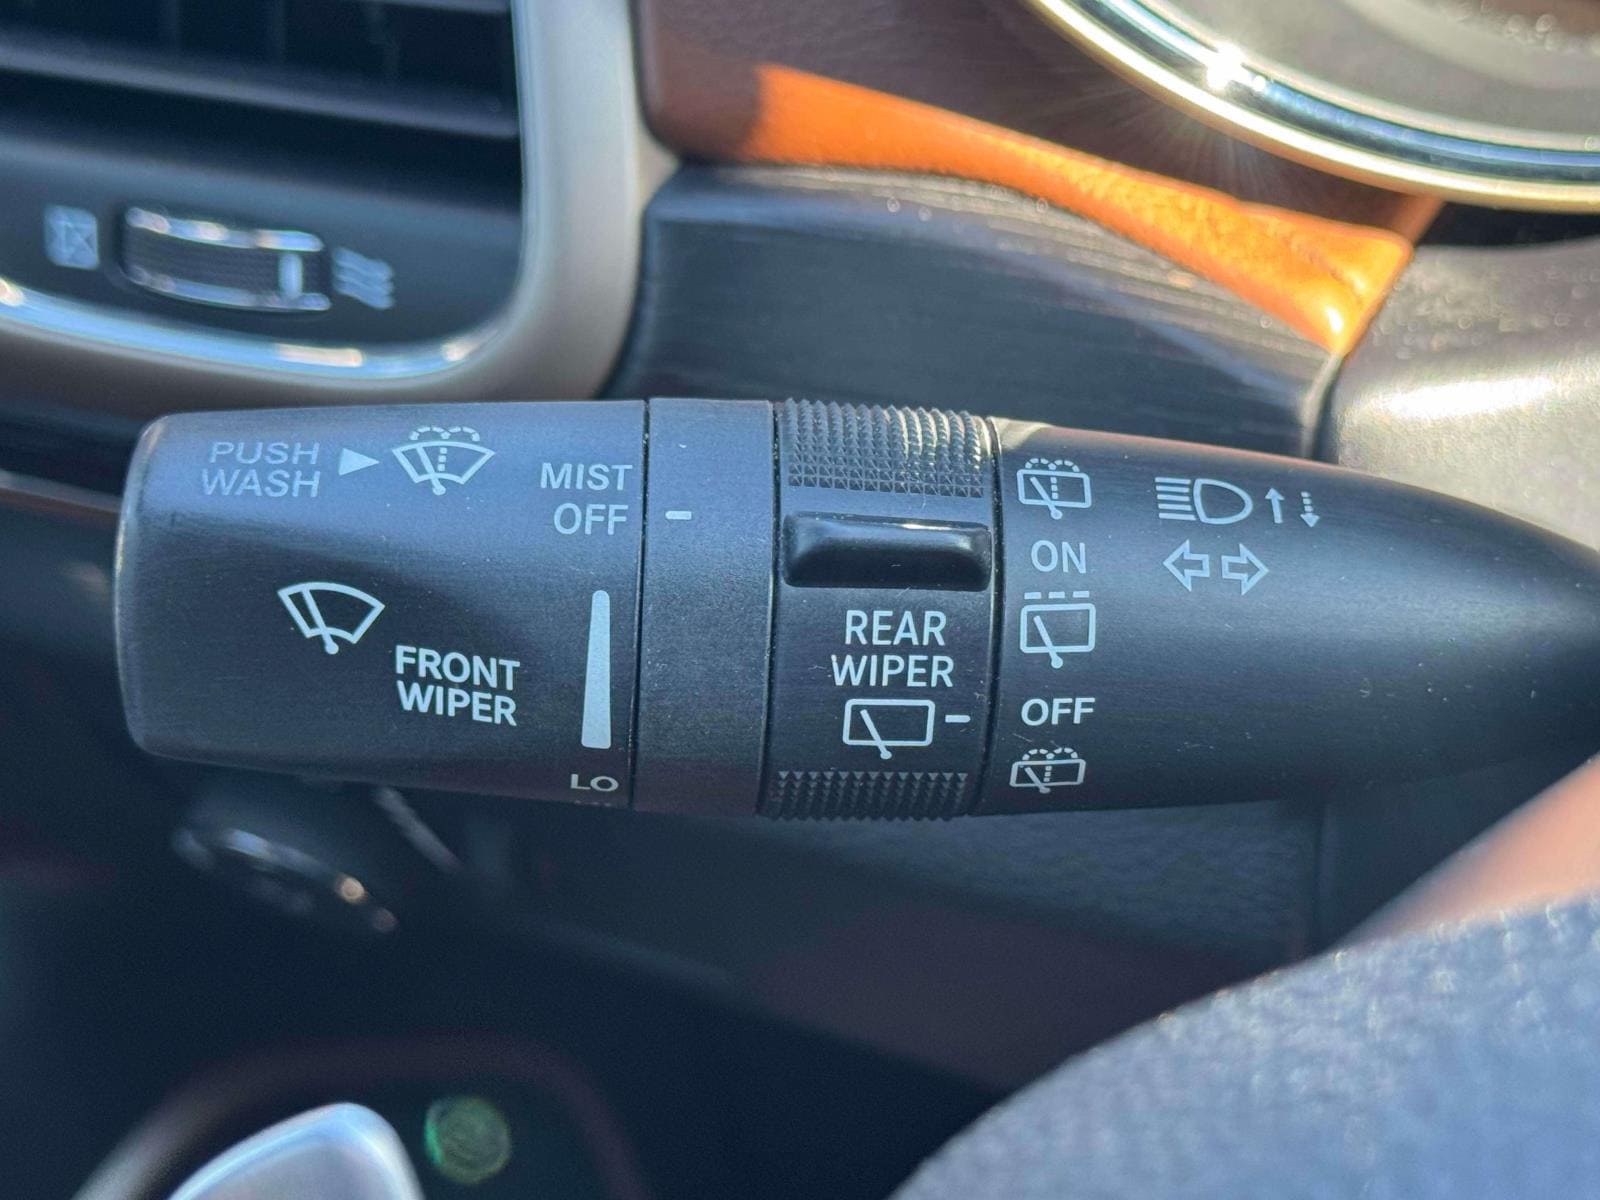 PUSH
WASH
MIST
OFF
FRONT
WIPER
LO
REAR
WIPER
ON
OFF